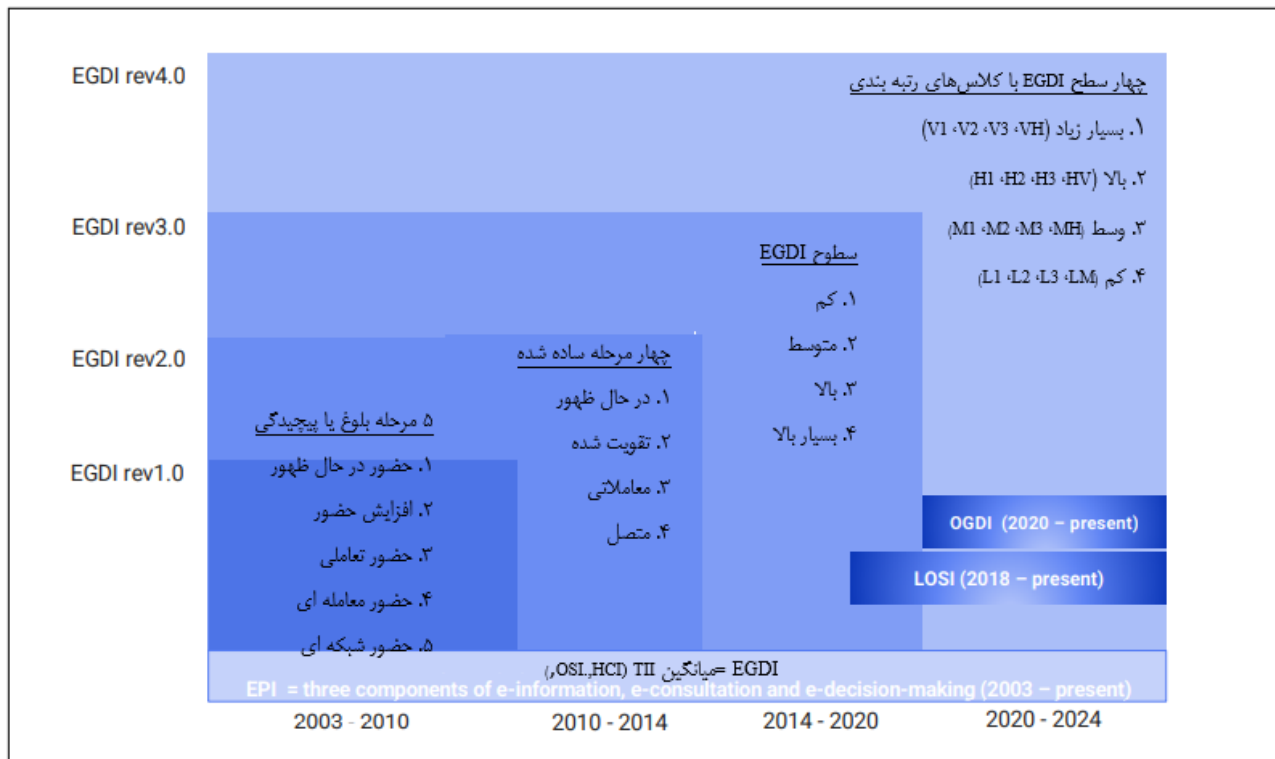 EGDI rev4.0
چهار سطح EGDI با کلاس‌های رتبه بندی
۱. بسیار زیاد (V1 ،V2 ،V3 ،VH)
۲. بالا (H1 ،H2 ،H3 ،HV)
۳. وسط (M1 ،M2 ،M3 ،MH)
۴. کم (L1 ،L2 ،L3 ،LM)
EGDI rev3.0
سطوح EGDI
۱. کم
۲. متوسط
۳. بالا
۴. بسیار بالا
EGDI rev2.0
چهار مرحله ساده شده
۱. در حال ظهور
۲. تقویت شده
۳. معاملاتی
۴. متصل
EGDI rev1.0
۵ مرحله بلوغ یا پیچیدگی
۱. حضور در حال ظهور
۲. افزایش حضور
۳. حضور تعاملی
۴. حضور معامله ای
۵. حضور شبکه ای
OGDI (2020 – present)
LOSI (2018 – present)
EGDI =میانگین TII (OSI.,HCI,)
EPI = three components of e-information, e-consultation and e-decision-making (2003 – present)
2003 - 2010
2010 - 2014
2014 - 2020
2020 - 2024